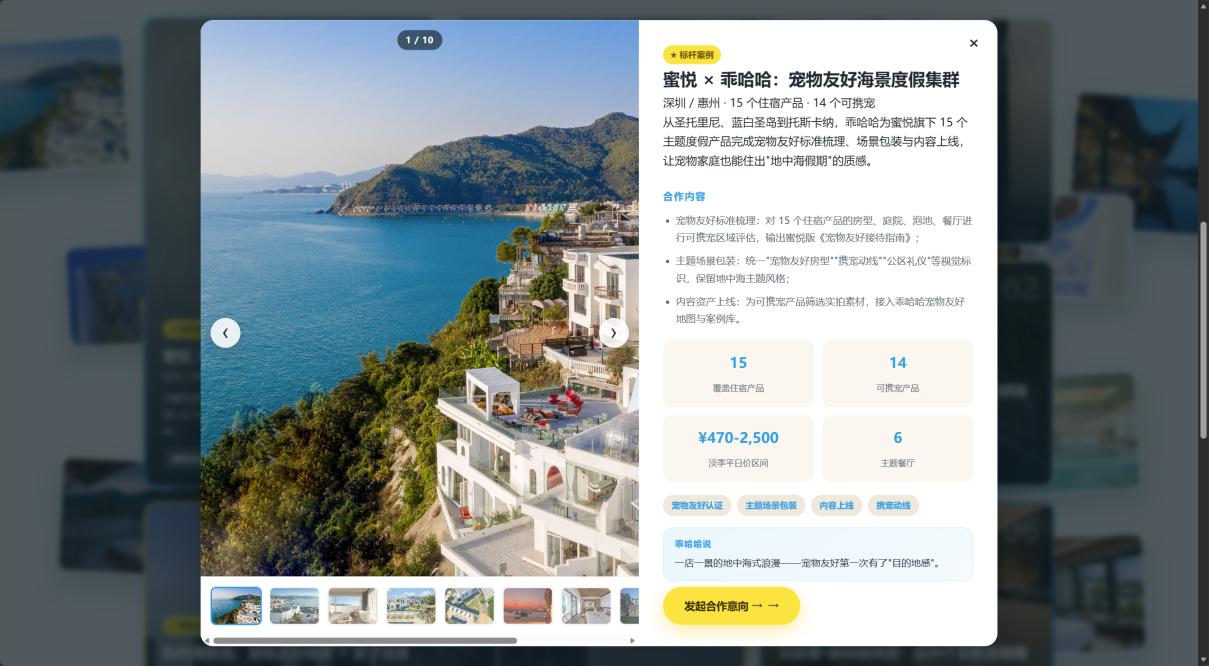 1 / 10
×
★ 标杆案例
蜜悦 × 乖哈哈：宠物友好海景度假集群
深圳 / 惠州 · 15 个住宿产品 · 14 个可携宠
从圣托里尼、蓝白圣岛到托斯卡纳，乖哈哈为蜜悦旗下 15 个
主题度假产品完成宠物友好标准梳理、场景包装与内容上线，
让宠物家庭也能住出"地中海假期"的质感。
合作内容
• 宠物友好标准梳理：对 15 个住宿产品的房型、庭院、泡池、餐厅进
行可携宠区域评估，输出蜜悦版《宠物友好接待指南》；
• 主题场景包装：统一"宠物友好房型""携宠动线""公区礼仪"等视觉标
识，保留地中海主题风格；
• 内容资产上线：为可携宠产品筛选实拍素材，接入乖哈哈宠物友好
地图与案例库。
15
覆盖住宿产品
14
可携宠产品
¥470-2,500
淡季平日价区间
6
主题餐厅
宠物友好认证 主题场景包装 内容上线 携宠动线
乖哈哈说
一店一景的地中海式浪漫——宠物友好第一次有了"目的地感"。
发起合作意向 → →